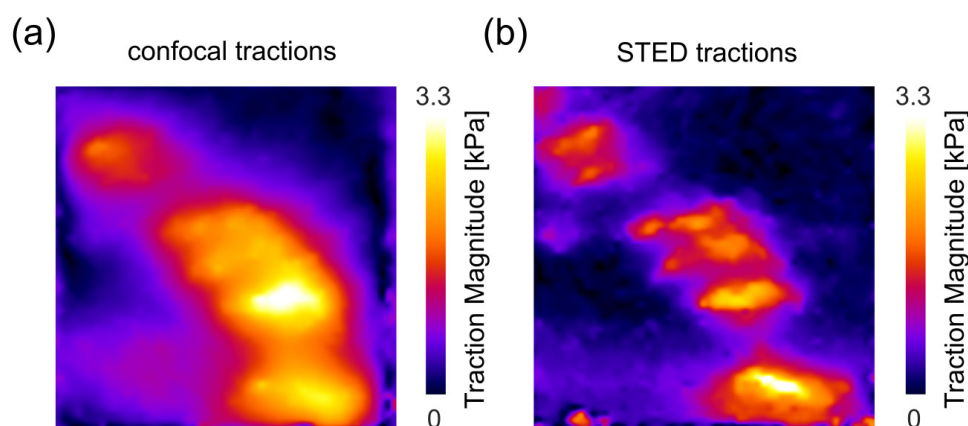 (a)
confocal tractions
3.3
0
Traction Magnitude [kPa]
(b)
STED tractions
3.3
0
Traction Magnitude [kPa]